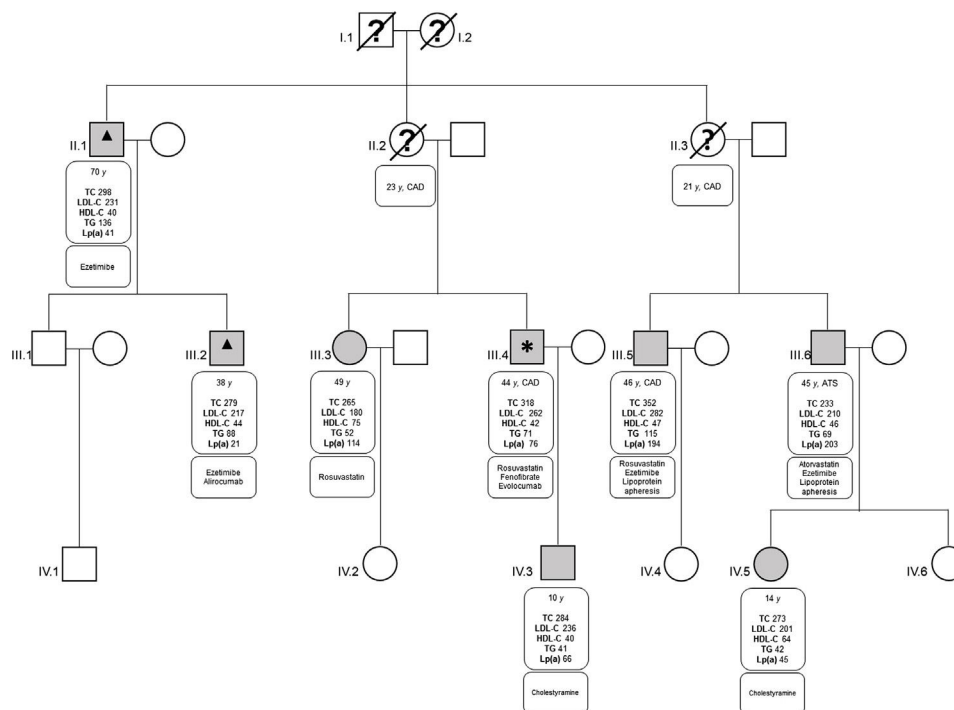 ?
?
I.1
I.2
▲
?
?
II.1
II.2
II.3
70 y
TC 298
LDL-C 231
HDL-C 40
TG 136
Lp(a) 41
Ezetimibe
23 y, CAD
21 y, CAD
▲
*
III.1
III.2
III.3
III.4
III.5
III.6
38 y
TC 279
LDL-C 217
HDL-C 44
TG 88
Lp(a) 21
Ezetimibe
Alirocumab
49 y
TC 265
LDL-C 180
HDL-C 75
TG 52
Lp(a) 114
Rosuvastatin
44 y, CAD
TC 318
LDL-C 262
HDL-C 42
TG 71
Lp(a) 76
Rosuvastatin
Fenofibrate
Evolocumab
46 y, CAD
TC 352
LDL-C 282
HDL-C 47
TG 115
Lp(a) 194
Rosuvastatin
Ezetimibe
Lipoprotein
apheresis
45 y, ATS
TC 233
LDL-C 210
HDL-C 46
TG 69
Lp(a) 203
Atorvastatin
Ezetimibe
Lipoprotein
apheresis
IV.1
IV.2
IV.3
IV.4
IV.5
IV.6
10 y
TC 284
LDL-C 236
HDL-C 40
TG 41
Lp(a) 66
Cholestyramine
14 y
TC 273
LDL-C 201
HDL-C 64
TG 42
Lp(a) 45
Cholestyramine